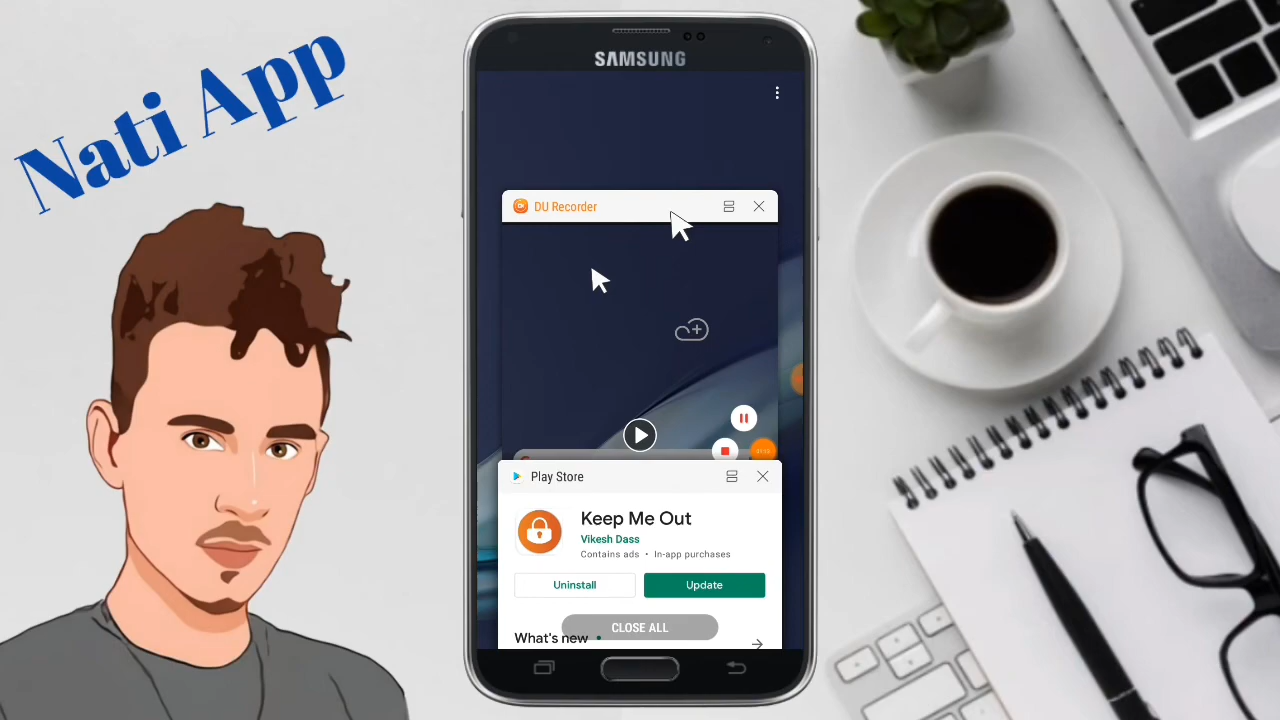 Nati App
SAMSUNG
DU Recorder
Play Store
Keep Me Out
Vikesh Dass
Contains ads • In-app purchases
Uninstall
Update
CLOSE ALL
What's new •